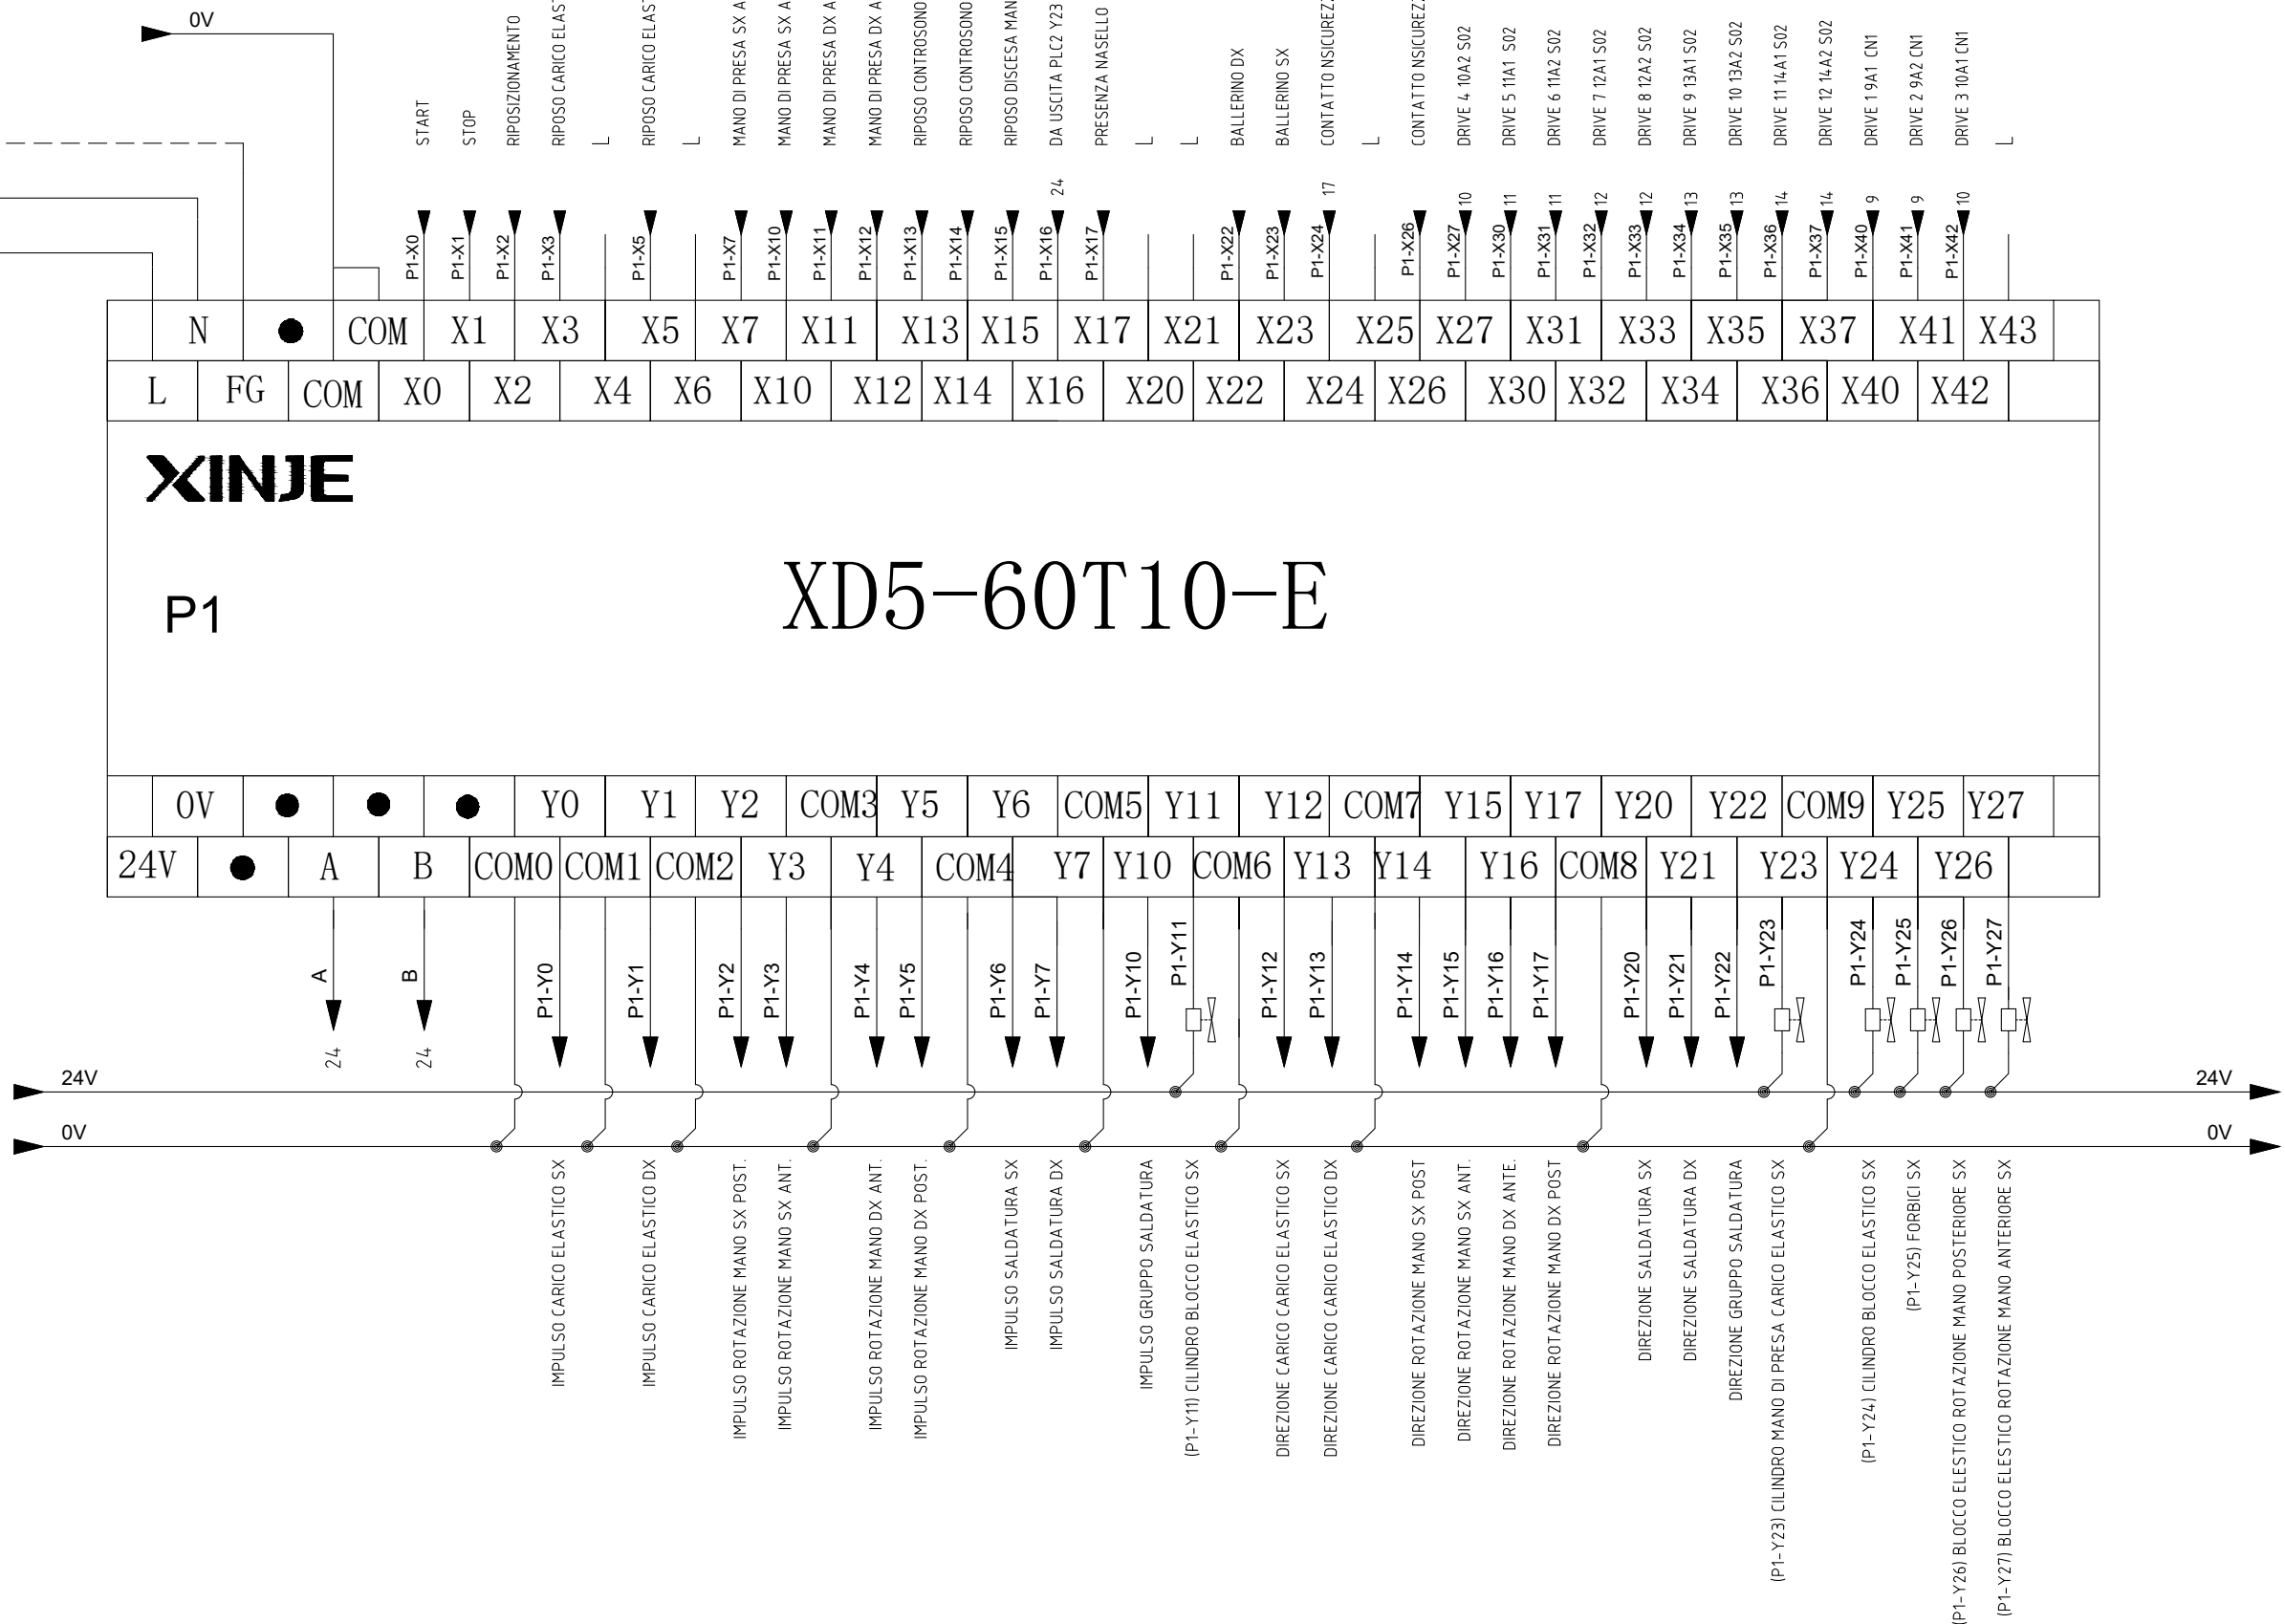 0V
START
STOP
RIPOSIZIONAMENTO
RIPOSO CARICO
L
RIPOSO CARICO
L
MANO DI PRESA SX
MANO DI PRESA SX
MANO DI PRESA DX
MANO DI PRESA DX
RIPOSO
RIPOSO
RIPOSO DISCESA
DA USCITA PLC2 Y23
PRESENZA NASELLO
L
L
BALLERINO DX
BALLERINO SX
CONTATTO
L
CONTATTO
DRIVE 4 10A2 S02
DRIVE 5 11A1 S02
DRIVE 6 11A2 S02
DRIVE 7 12A1 S02
DRIVE 8 12A2 S02
DRIVE 9 13A1 S02
DRIVE 10 13A2 S02
DRIVE 11 14A1 S02
DRIVE 12 14A2 S02
DRIVE 1 9A1 CN1
DRIVE 2 9A2 CN1
DRIVE 3 10A1 CN1
L
24 17 10 11 11 12 12 13 13 14 14 9 9 10
P1-X0 P1-X1 P1-X2 P1-X3 P1-X5 P1-X7 P1-X10 P1-X11 P1-X12 P1-X13 P1-X14 P1-X15 P1-X16 P1-X17 P1-X22 P1-X23 P1-X24 P1-X26 P1-X27 P1-X30 P1-X31 P1-X32 P1-X33 P1-X34 P1-X35 P1-X36 P1-X37 P1-X40 P1-X41 P1-X42
N COM X1 X3 X5 X7 X11 X13 X15 X17 X21 X23 X25 X27 X31 X33 X35 X37 X41 X43
L FG COM X0 X2 X4 X6 X10 X12 X14 X16 X20 X22 X24 X26 X30 X32 X34 X36 X40 X42
XINJE
XD5-60T10-E
P1
0V Y0 Y1 Y2 COM3 Y5 Y6 COM5 Y11 Y12 COM7 Y15 Y17 Y20 Y22 COM9 Y25 Y27
24V A B COM0 COM1 COM2 Y3 Y4 COM4 Y7 Y10 COM6 Y13 Y14 Y16 COM8 Y21 Y23 Y24 Y26
A B P1-Y0 P1-Y1 P1-Y2 P1-Y3 P1-Y4 P1-Y5 P1-Y6 P1-Y7 P1-Y10 P1-Y11 P1-Y12 P1-Y13 P1-Y14 P1-Y15 P1-Y16 P1-Y17 P1-Y20 P1-Y21 P1-Y22 P1-Y23 P1-Y24 P1-Y25 P1-Y26 P1-Y27
24 24
24V 24V
0V 0V
IMPULSO CARICO ELASTICO SX
IMPULSO CARICO ELASTICO DX
IMPULSO ROTAZIONE MANO SX POST.
IMPULSO ROTAZIONE MANO SX ANT.
IMPULSO ROTAZIONE MANO DX ANT.
IMPULSO ROTAZIONE MANO DX POST.
IMPULSO SALDATURA SX
IMPULSO SALDATURA DX
IMPULSO GRUPPO SALDATURA
(P1-Y11) CILINDRO BLOCCO ELASTICO SX
DIREZIONE CARICO CARICO ELASTICO SX
DIREZIONE CARICO CARICO ELASTICO DX
DIREZIONE ROTAZIONE MANO SX POST
DIREZIONE ROTAZIONE MANO SX ANT.
DIREZIONE ROTAZIONE MANO DX ANTE.
DIREZIONE ROTAZIONE MANO DX POST
DIREZIONE SALDATURA SX
DIREZIONE SALDATURA DX
DIREZIONE GRUPPO SALDATURA
(P1-Y23) CILINDRO MANO DI PRESA CARICO ELASTICO SX
(P1-Y24) CILINDRO BLOCCO ELASTICO SX
(P1-Y25) FORBICI SX
(P1-Y26) BLOCCO ELESTICO ROTAZIONE MANO POSTERIORE SX
(P1-Y27) BLOCCO ELESTICO ROTAZIONE MANO ANTERIORE SX